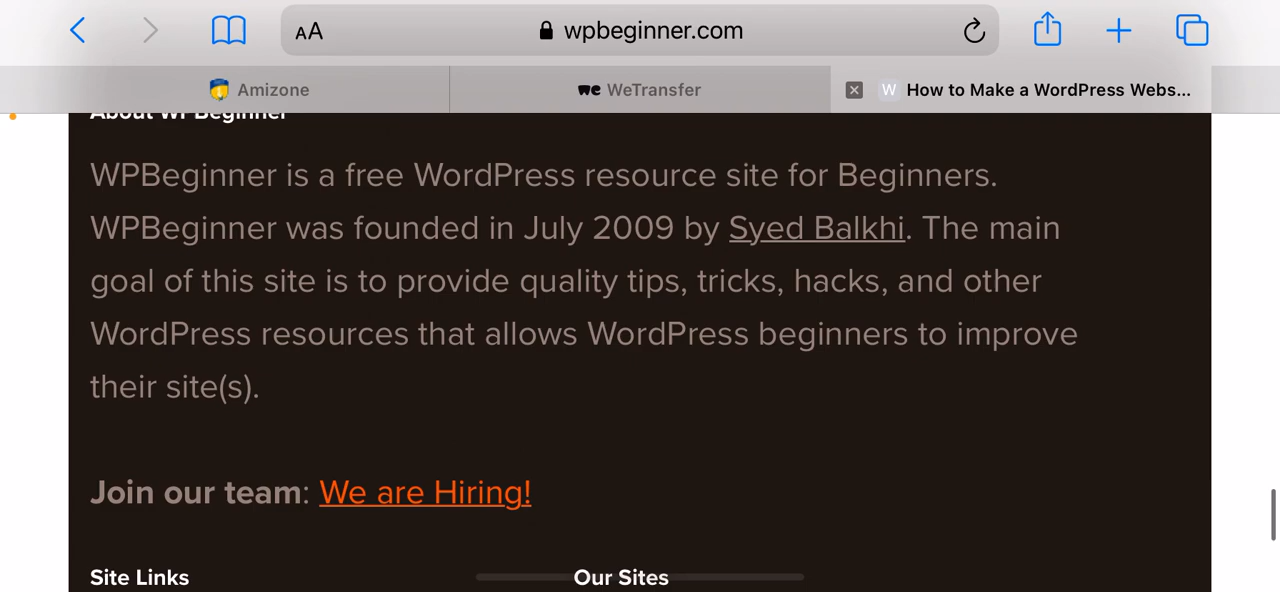 AA wpbeginner.com
Amizone WeTransfer W How to Make a WordPress Webs...
About WPBeginner
WPBeginner is a free WordPress resource site for Beginners.
WPBeginner was founded in July 2009 by Syed Balkhi. The main
goal of this site is to provide quality tips, tricks, hacks, and other
WordPress resources that allows WordPress beginners to improve
their site(s).
Join our team: We are Hiring!
Site Links Our Sites